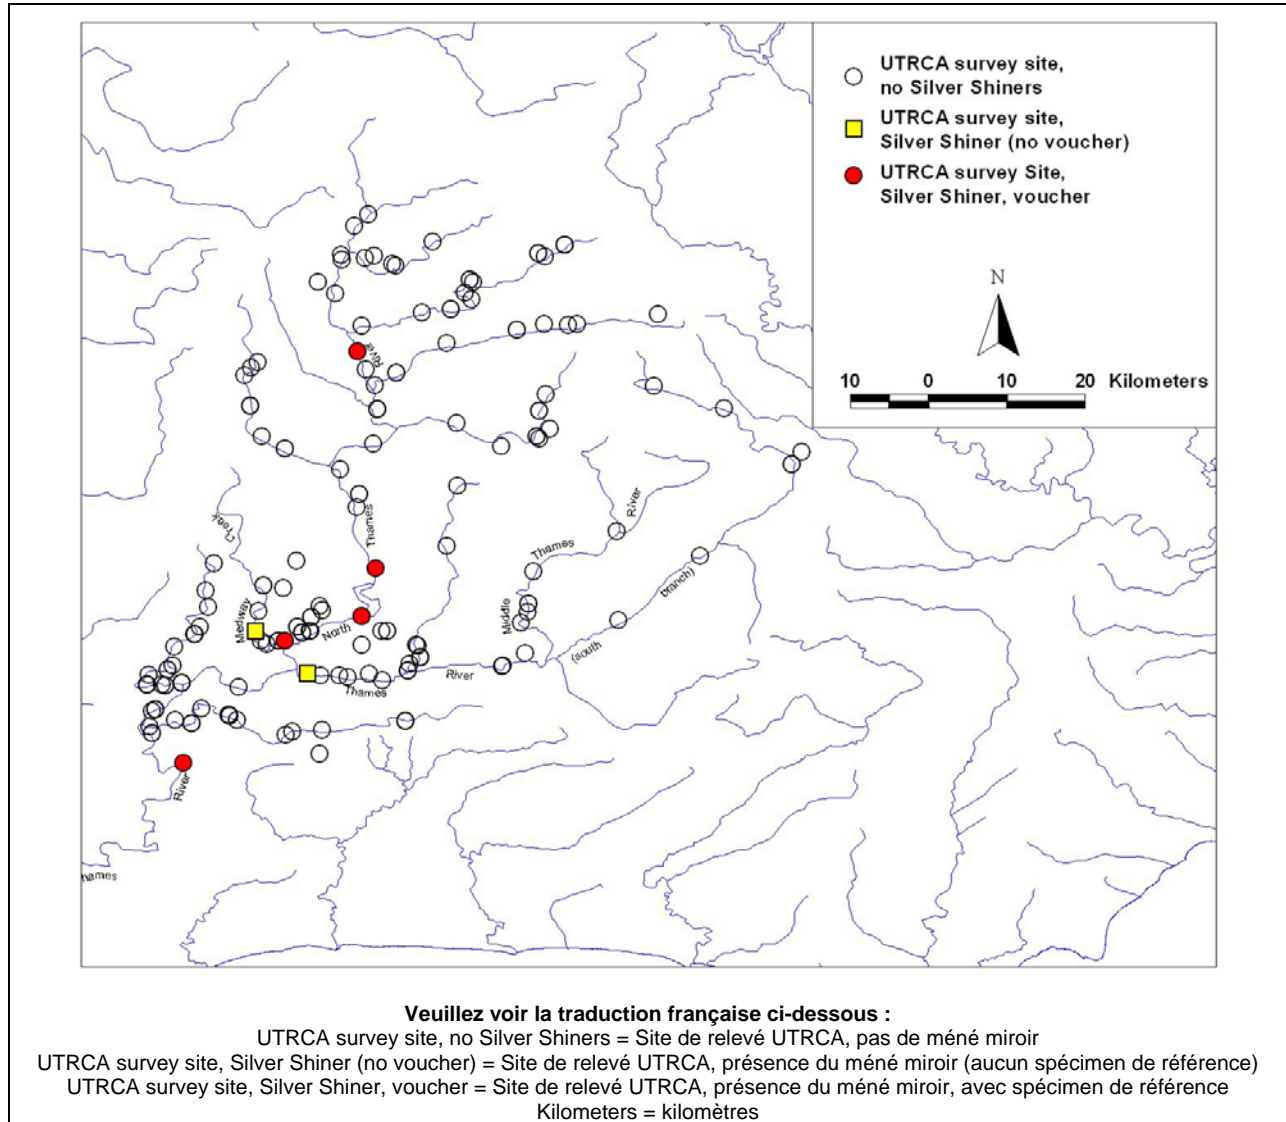 UTRCA survey site,
no Silver Shiners
UTRCA survey site,
Silver Shiner (no voucher)
UTRCA survey Site,
Silver Shiner, voucher
N
10 0 10 20 Kilometers
River
Thames
Creek
Medway
North
Thames
River
Middle
Thames
River
(south
branch)
River
hames
Veuillez voir la traduction française ci-dessous :
UTRCA survey site, no Silver Shiners = Site de relevé UTRCA, pas de méné miroir
UTRCA survey site, Silver Shiner (no voucher) = Site de relevé UTRCA, présence du méné miroir (aucun spécimen de référence)
UTRCA survey site, Silver Shiner, voucher = Site de relevé UTRCA, présence du méné miroir, avec spécimen de référence
Kilometers = kilomètres